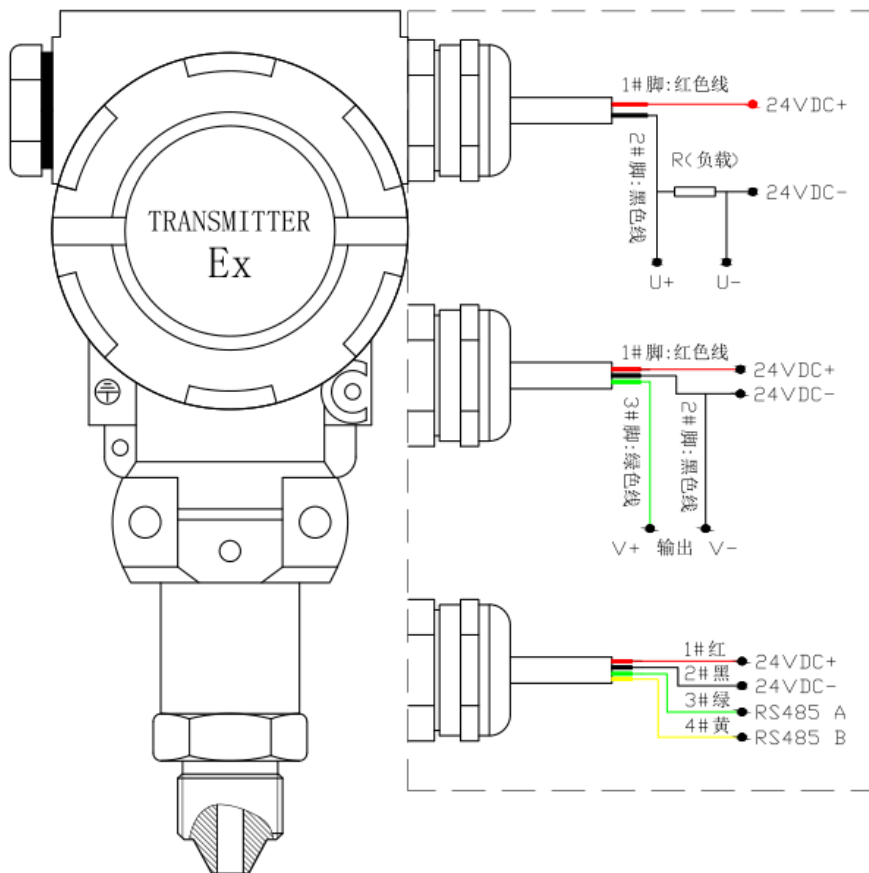 TRANSMITTER
Ex
1#脚:红色线
24VDC+
2#脚:黑色线
R(负载)
24VDC-
U+
U-
1#脚:红色线
24VDC+
24VDC-
3#脚:绿色线
2#脚:黑色线
V+ 输出 V-
1#红
24VDC+
2#黑
24VDC-
3#绿
RS485 A
4#黄
RS485 B